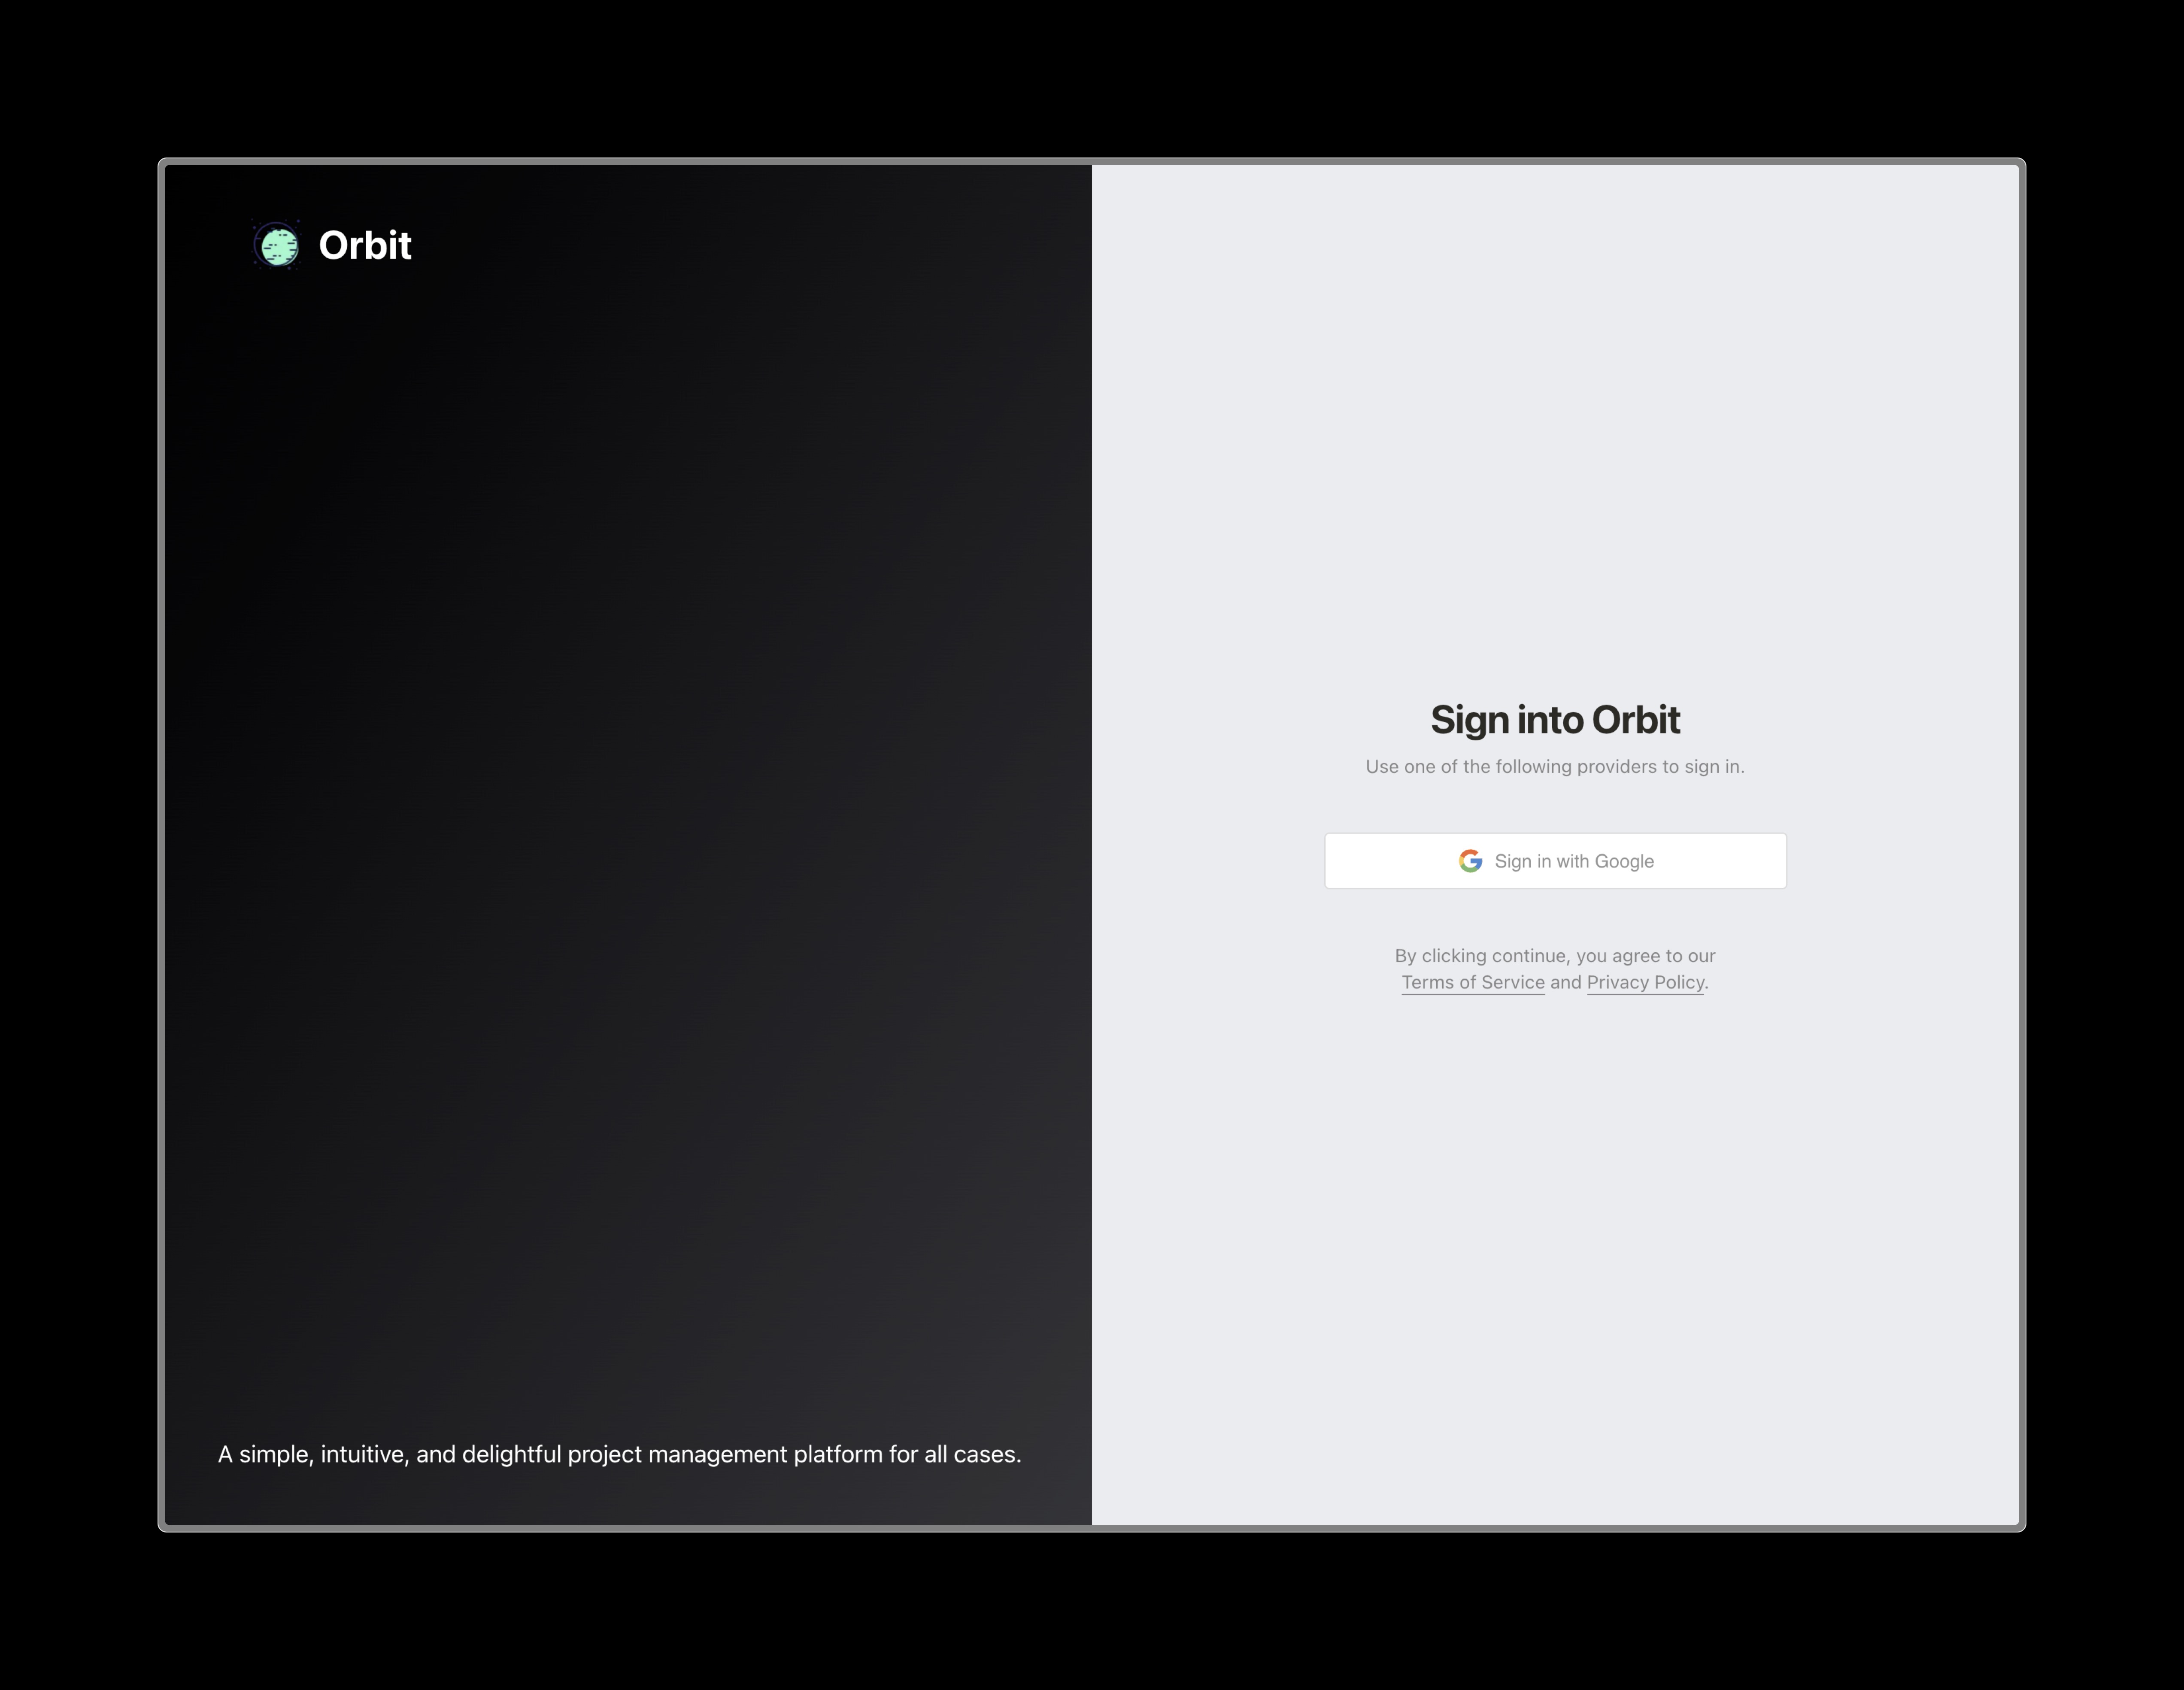 Orbit
A simple, intuitive, and delightful project management platform for all cases.
Sign into Orbit
Use one of the following providers to sign in.
Sign in with Google
By clicking continue, you agree to our
Terms of Service and Privacy Policy.